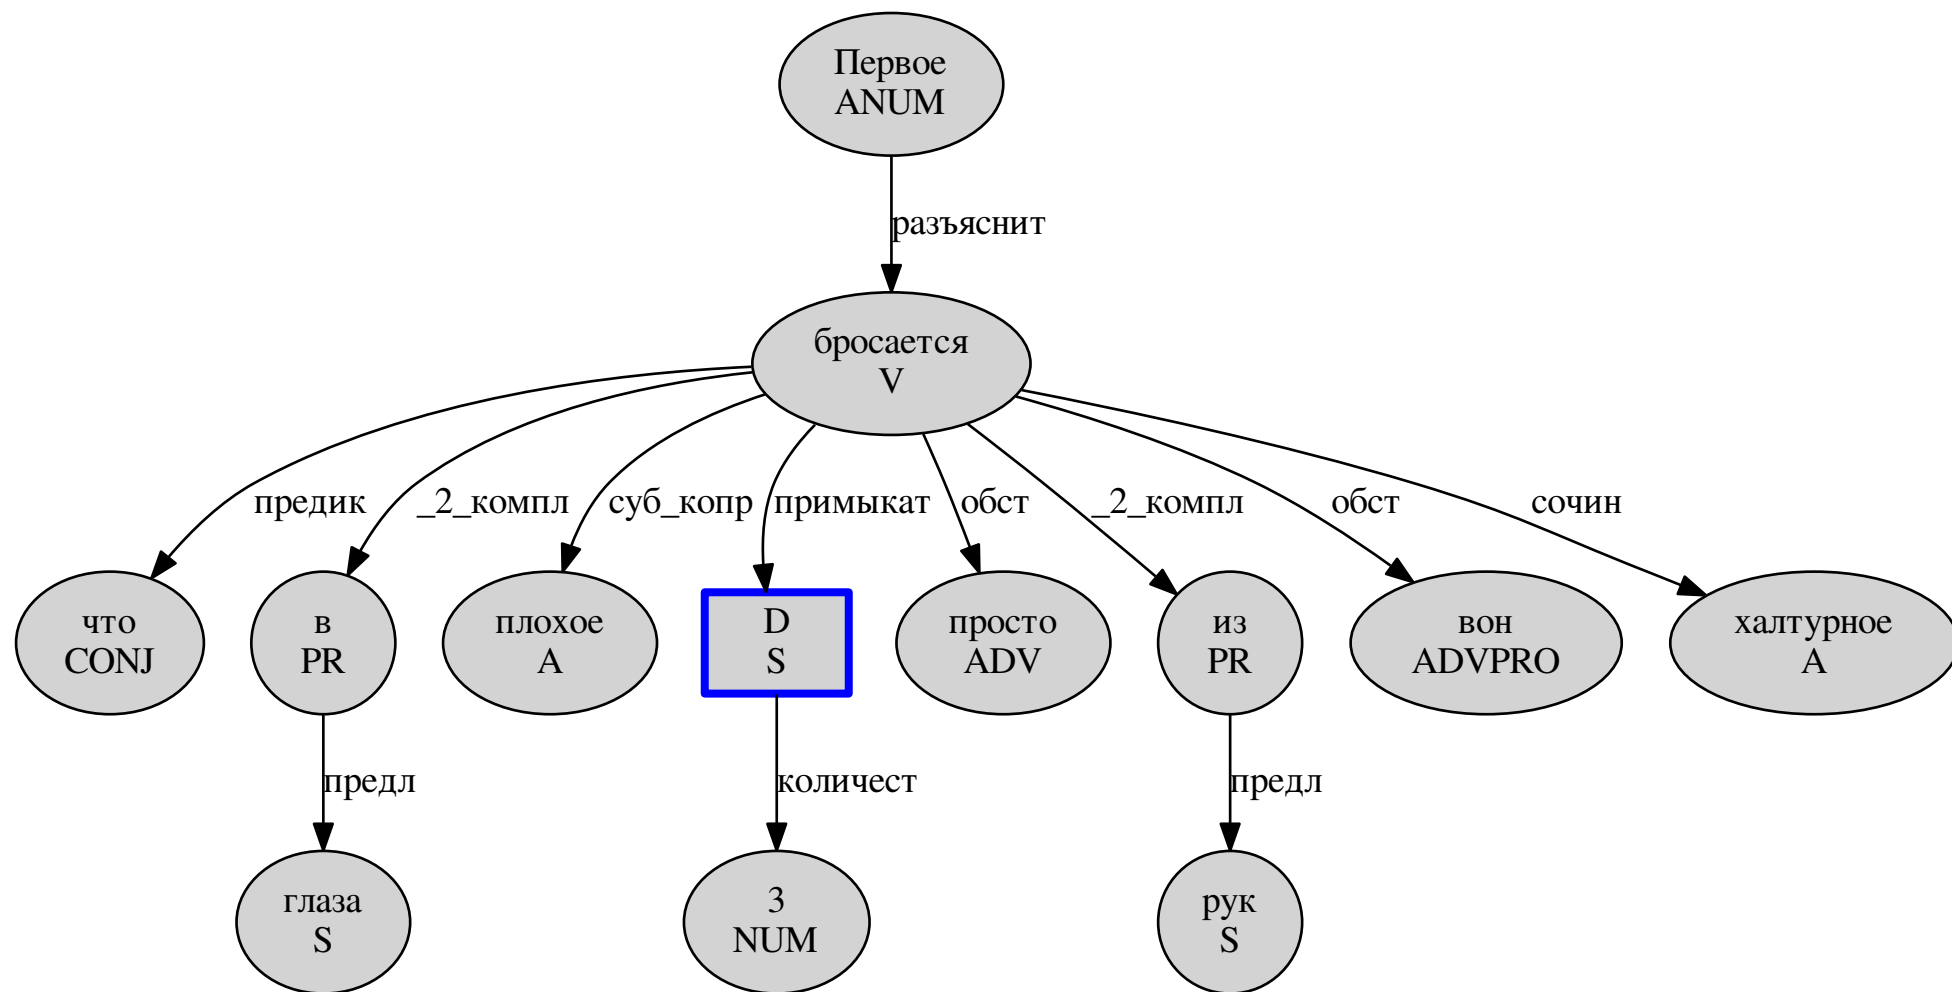 Первое
ANUM
разъяснит
бросается
V
предик
_2_компл
суб_копр
примыкат
обст
_2_компл
обст
сочин
что
CONJ
в
PR
плохое
A
D
S
просто
ADV
из
PR
вон
ADVPRO
халтурное
A
предл
количест
предл
глаза
S
3
NUM
рук
S